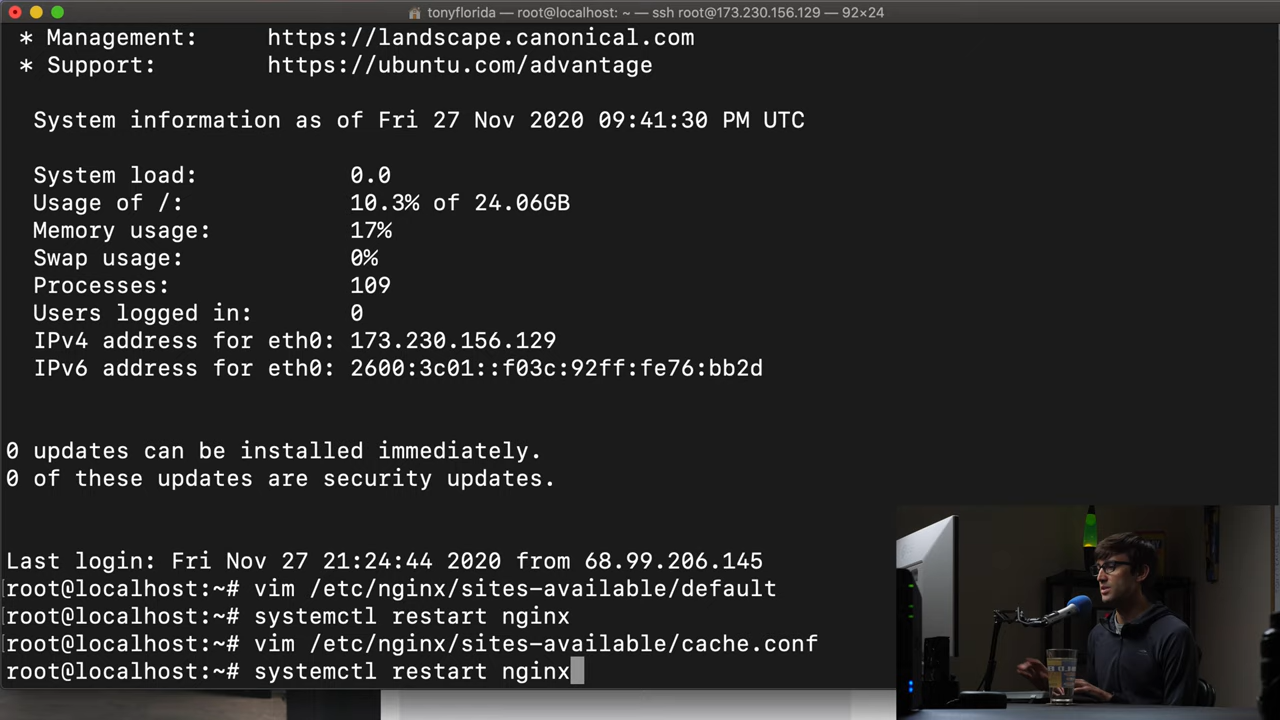 tonyflorida — root@localhost: ~ — ssh root@173.230.156.129 — 92×24
* Management:     https://landscape.canonical.com
* Support:        https://ubuntu.com/advantage
System information as of Fri 27 Nov 2020 09:41:30 PM UTC
System load:           0.0
Usage of /:            10.3% of 24.06GB
Memory usage:          17%
Swap usage:            0%
Processes:             109
Users logged in:       0
IPv4 address for eth0: 173.230.156.129
IPv6 address for eth0: 2600:3c01::f03c:92ff:fe76:bb2d
0 updates can be installed immediately.
0 of these updates are security updates.
Last login: Fri Nov 27 21:24:44 2020 from 68.99.206.145
root@localhost:~# vim /etc/nginx/sites-available/default
root@localhost:~# systemctl restart nginx
root@localhost:~# vim /etc/nginx/sites-available/cache.conf
root@localhost:~# systemctl restart nginx